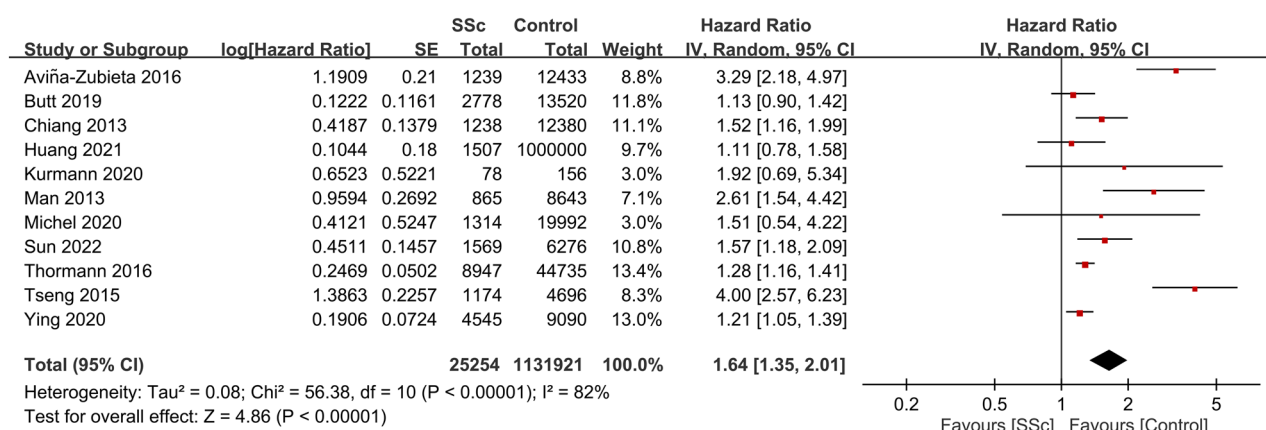 SSc Control Hazard Ratio Hazard Ratio
Study or Subgroup log[Hazard Ratio] SE Total Total Weight IV, Random, 95% CI IV, Random, 95% CI
Aviña-Zubieta 2016 1.1909 0.21 1239 12433 8.8% 3.29 [2.18, 4.97]
Butt 2019 0.1222 0.1161 2778 13520 11.8% 1.13 [0.90, 1.42]
Chiang 2013 0.4187 0.1379 1238 12380 11.1% 1.52 [1.16, 1.99]
Huang 2021 0.1044 0.18 1507 1000000 9.7% 1.11 [0.78, 1.58]
Kurmann 2020 0.6523 0.5221 78 156 3.0% 1.92 [0.69, 5.34]
Man 2013 0.9594 0.2692 865 8643 7.1% 2.61 [1.54, 4.42]
Michel 2020 0.4121 0.5247 1314 19992 3.0% 1.51 [0.54, 4.22]
Sun 2022 0.4511 0.1457 1569 6276 10.8% 1.57 [1.18, 2.09]
Thormann 2016 0.2469 0.0502 8947 44735 13.4% 1.28 [1.16, 1.41]
Tseng 2015 1.3863 0.2257 1174 4696 8.3% 4.00 [2.57, 6.23]
Ying 2020 0.1906 0.0724 4545 9090 13.0% 1.21 [1.05, 1.39]
Total (95% CI) 25254 1131921 100.0% 1.64 [1.35, 2.01]
Heterogeneity: Tau² = 0.08; Chi² = 56.38, df = 10 (P < 0.00001); I² = 82%
Test for overall effect: Z = 4.86 (P < 0.00001)
0.2 0.5 1 2 5
Favours [SSc] Favours [Control]